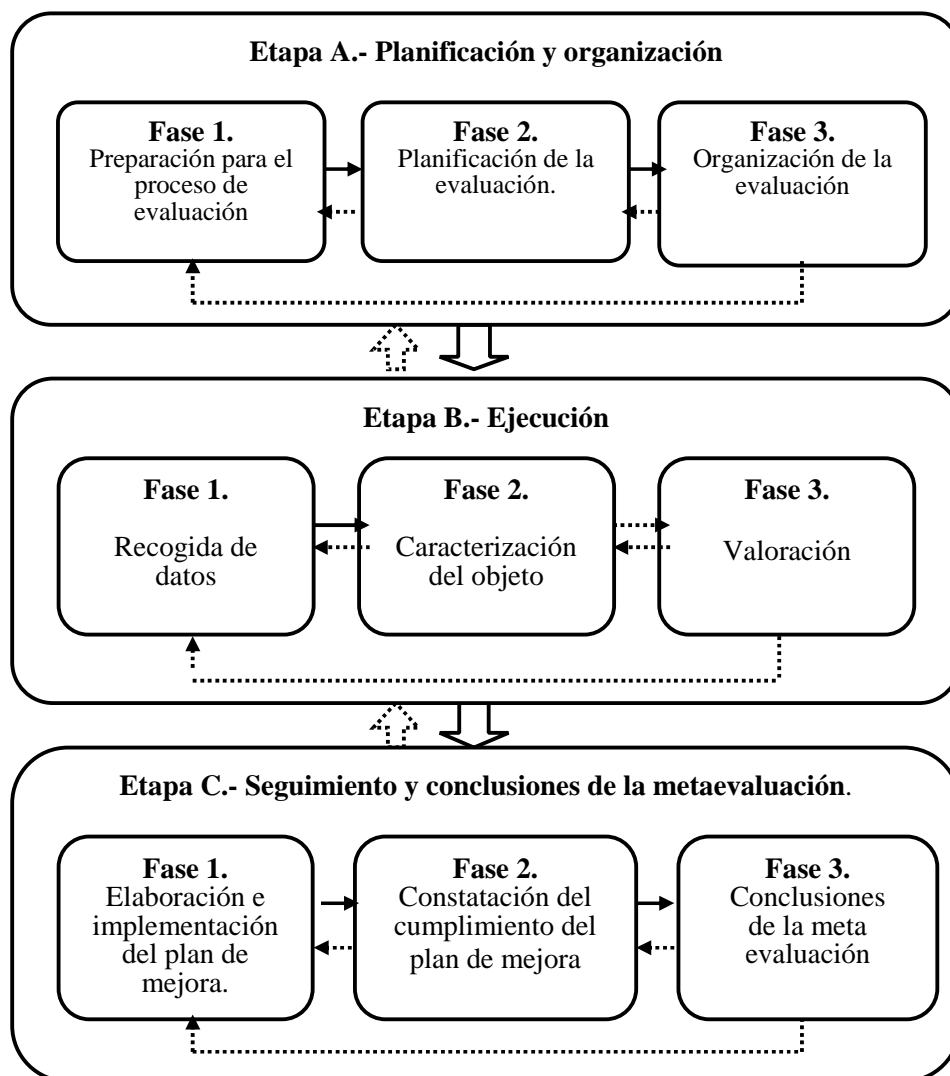 Etapa A.- Planificación y organización
Fase 1.
Preparación para el
proceso de
evaluación
Fase 2.
Planificación de la
evaluación.
Fase 3.
Organización de la
evaluación
Etapa B.- Ejecución
Fase 1.
Recogida de
datos
Fase 2.
Caracterización
del objeto
Fase 3.
Valoración
Etapa C.- Seguimiento y conclusiones de la metaevaluación.
Fase 1.
Elaboración e
implementación
del plan de
mejora.
Fase 2.
Constatación del
cumplimiento del
plan de mejora
Fase 3.
Conclusiones
de la meta
evaluación